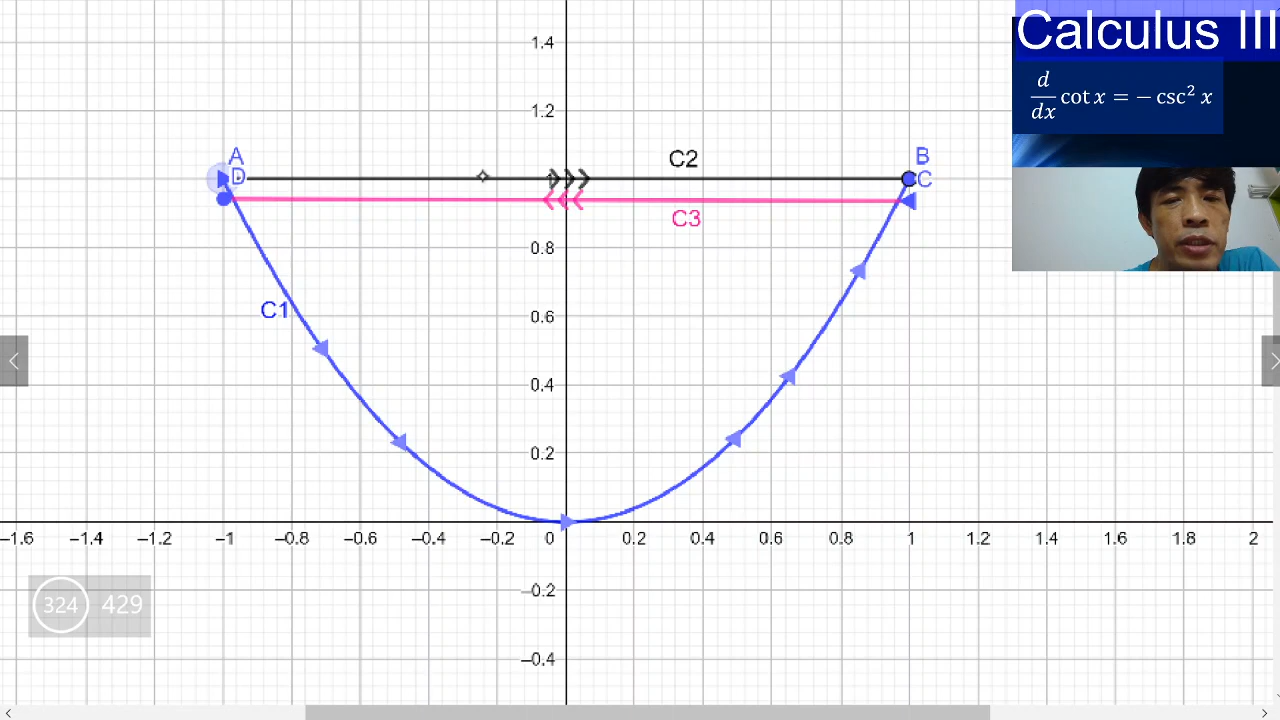 Calculus III
d/dx cot x = − csc² x
1.4
1.2
A
D
C2
B
C
C3
0.8
C1
0.6
0.4
0.2
−1.6 −1.4 −1.2 −1 −0.8 −0.6 −0.4 −0.2 0 0.2 0.4 0.6 0.8 1 1.2 1.4 1.6 1.8 2
−0.2
324 429
−0.4